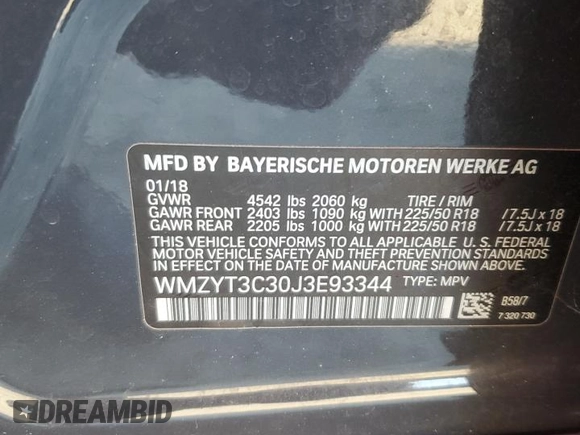 MFD BY BAYERISCHE MOTOREN WERKE AG
01/18
GVWR 4542 lbs 2060 kg TIRE / RIM
GAWR FRONT 2403 lbs 1090 kg WITH 225/50 R18 / 7.5J x 18
GAWR REAR 2205 lbs 1000 kg WITH 225/50 R18 / 7.5J x 18
THIS VEHICLE CONFORMS TO ALL APPLICABLE U. S. FEDERAL
MOTOR VEHICLE SAFETY AND THEFT PREVENTION STANDARDS
IN EFFECT ON THE DATE OF MANUFACTURE SHOWN ABOVE.
WMZYT3C30J3E93344 TYPE: MPV
B58/7
7 320 730
DREAMBID